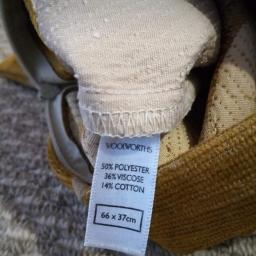 WOOLWORTHS
50% POLYESTER
36% VISCOSE
14% COTTON
66 x 37cm